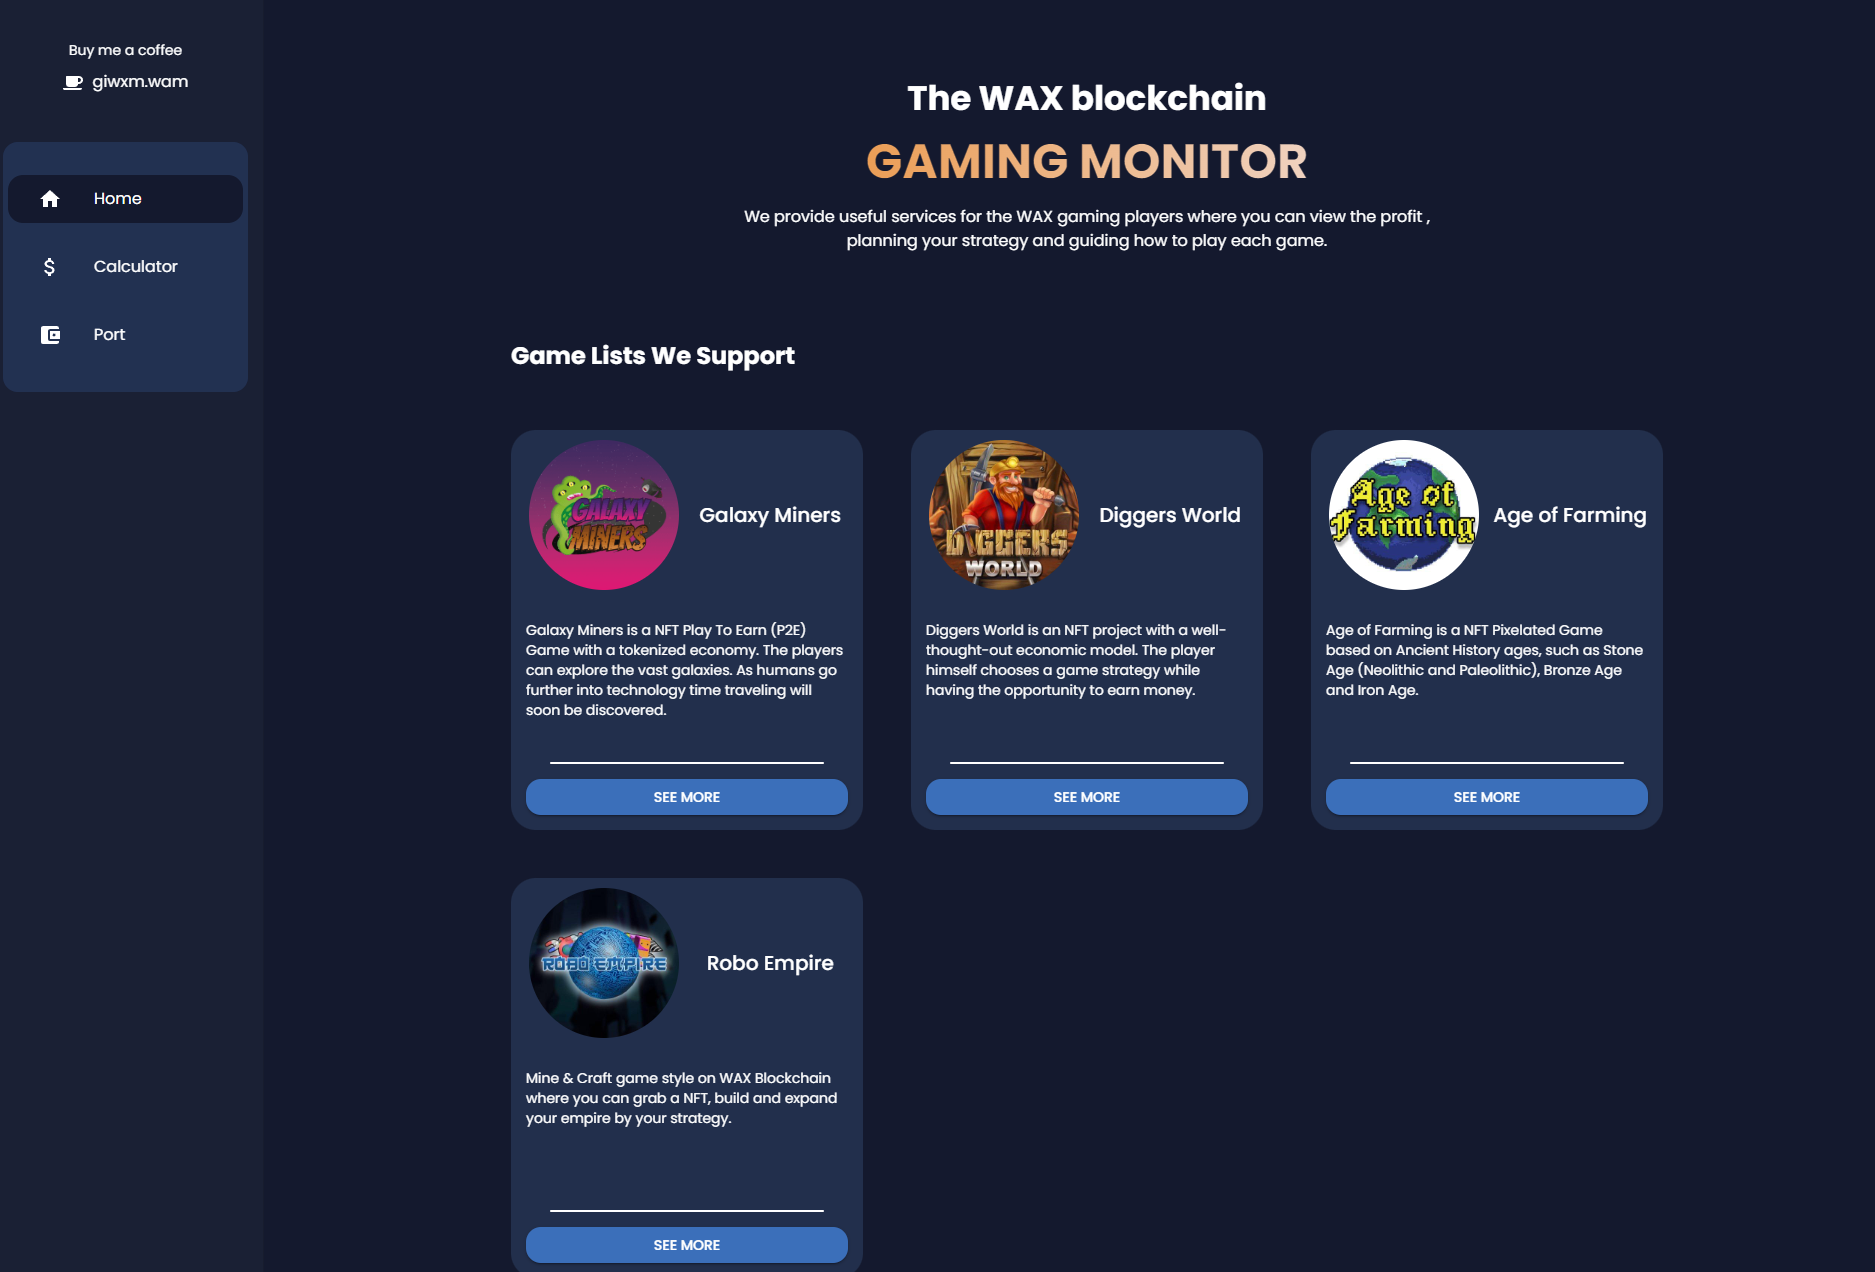 Buy me a coffee
giwxm.wam
Home
Calculator
Port
The WAX blockchain
GAMING MONITOR
We provide useful services for the WAX gaming players where you can view the profit ,
planning your strategy and guiding how to play each game.
Game Lists We Support
GALAXY
MINERS
Galaxy Miners
Galaxy Miners is a NFT Play To Earn (P2E)
Game with a tokenized economy. The players
can explore the vast galaxies. As humans go
further into technology time traveling will
soon be discovered.
SEE MORE
DIGGERS
WORLD
Diggers World
Diggers World is an NFT project with a well-
thought-out economic model. The player
himself chooses a game strategy while
having the opportunity to earn money.
SEE MORE
Age of
Farming
Age of Farming
Age of Farming is a NFT Pixelated Game
based on Ancient History ages, such as Stone
Age (Neolithic and Paleolithic), Bronze Age
and Iron Age.
SEE MORE
ROBO EMPIRE
Robo Empire
Mine & Craft game style on WAX Blockchain
where you can grab a NFT, build and expand
your empire by your strategy.
SEE MORE